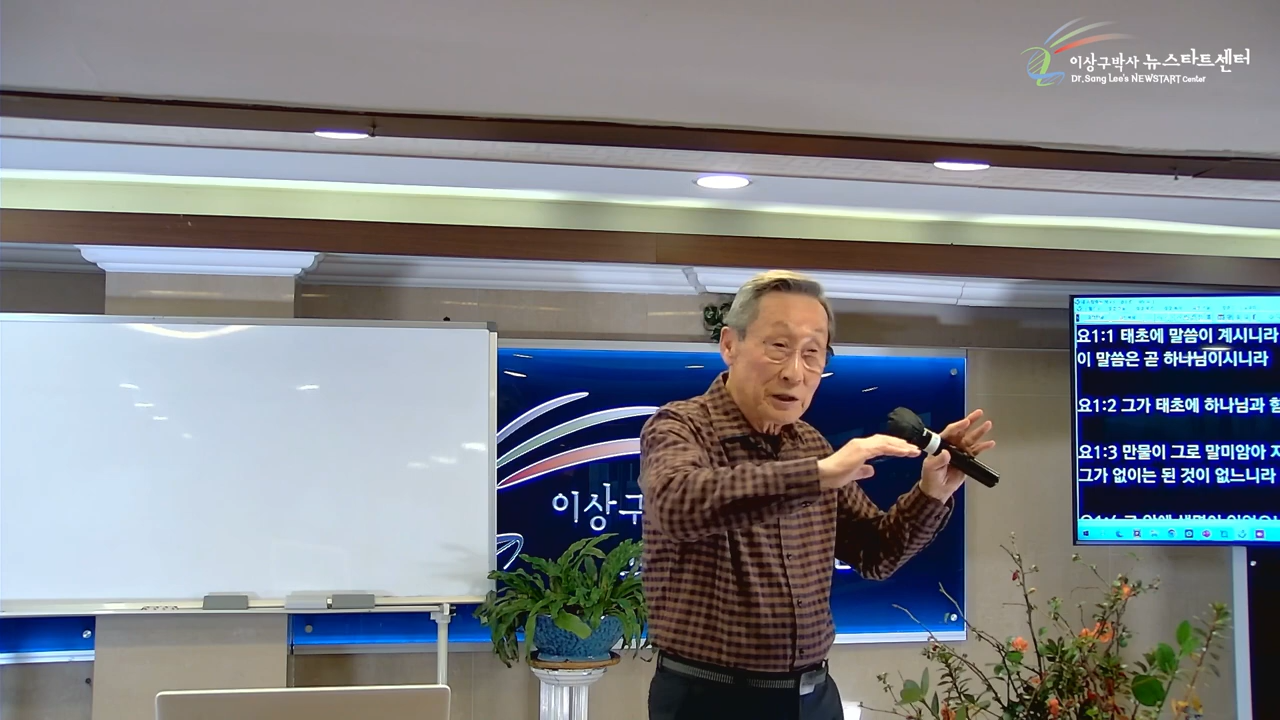 이상구박사 뉴스타트센터
Dr. Sang Lee's NEWSTART Center
이상구
요1:1 태초에 말씀이 계시니라
이 말씀은 곧 하나님이시니라
요1:2 그가 태초에 하나님과 함
요1:3 만물이 그로 말미암아 지
그가 없이는 된 것이 없느니라